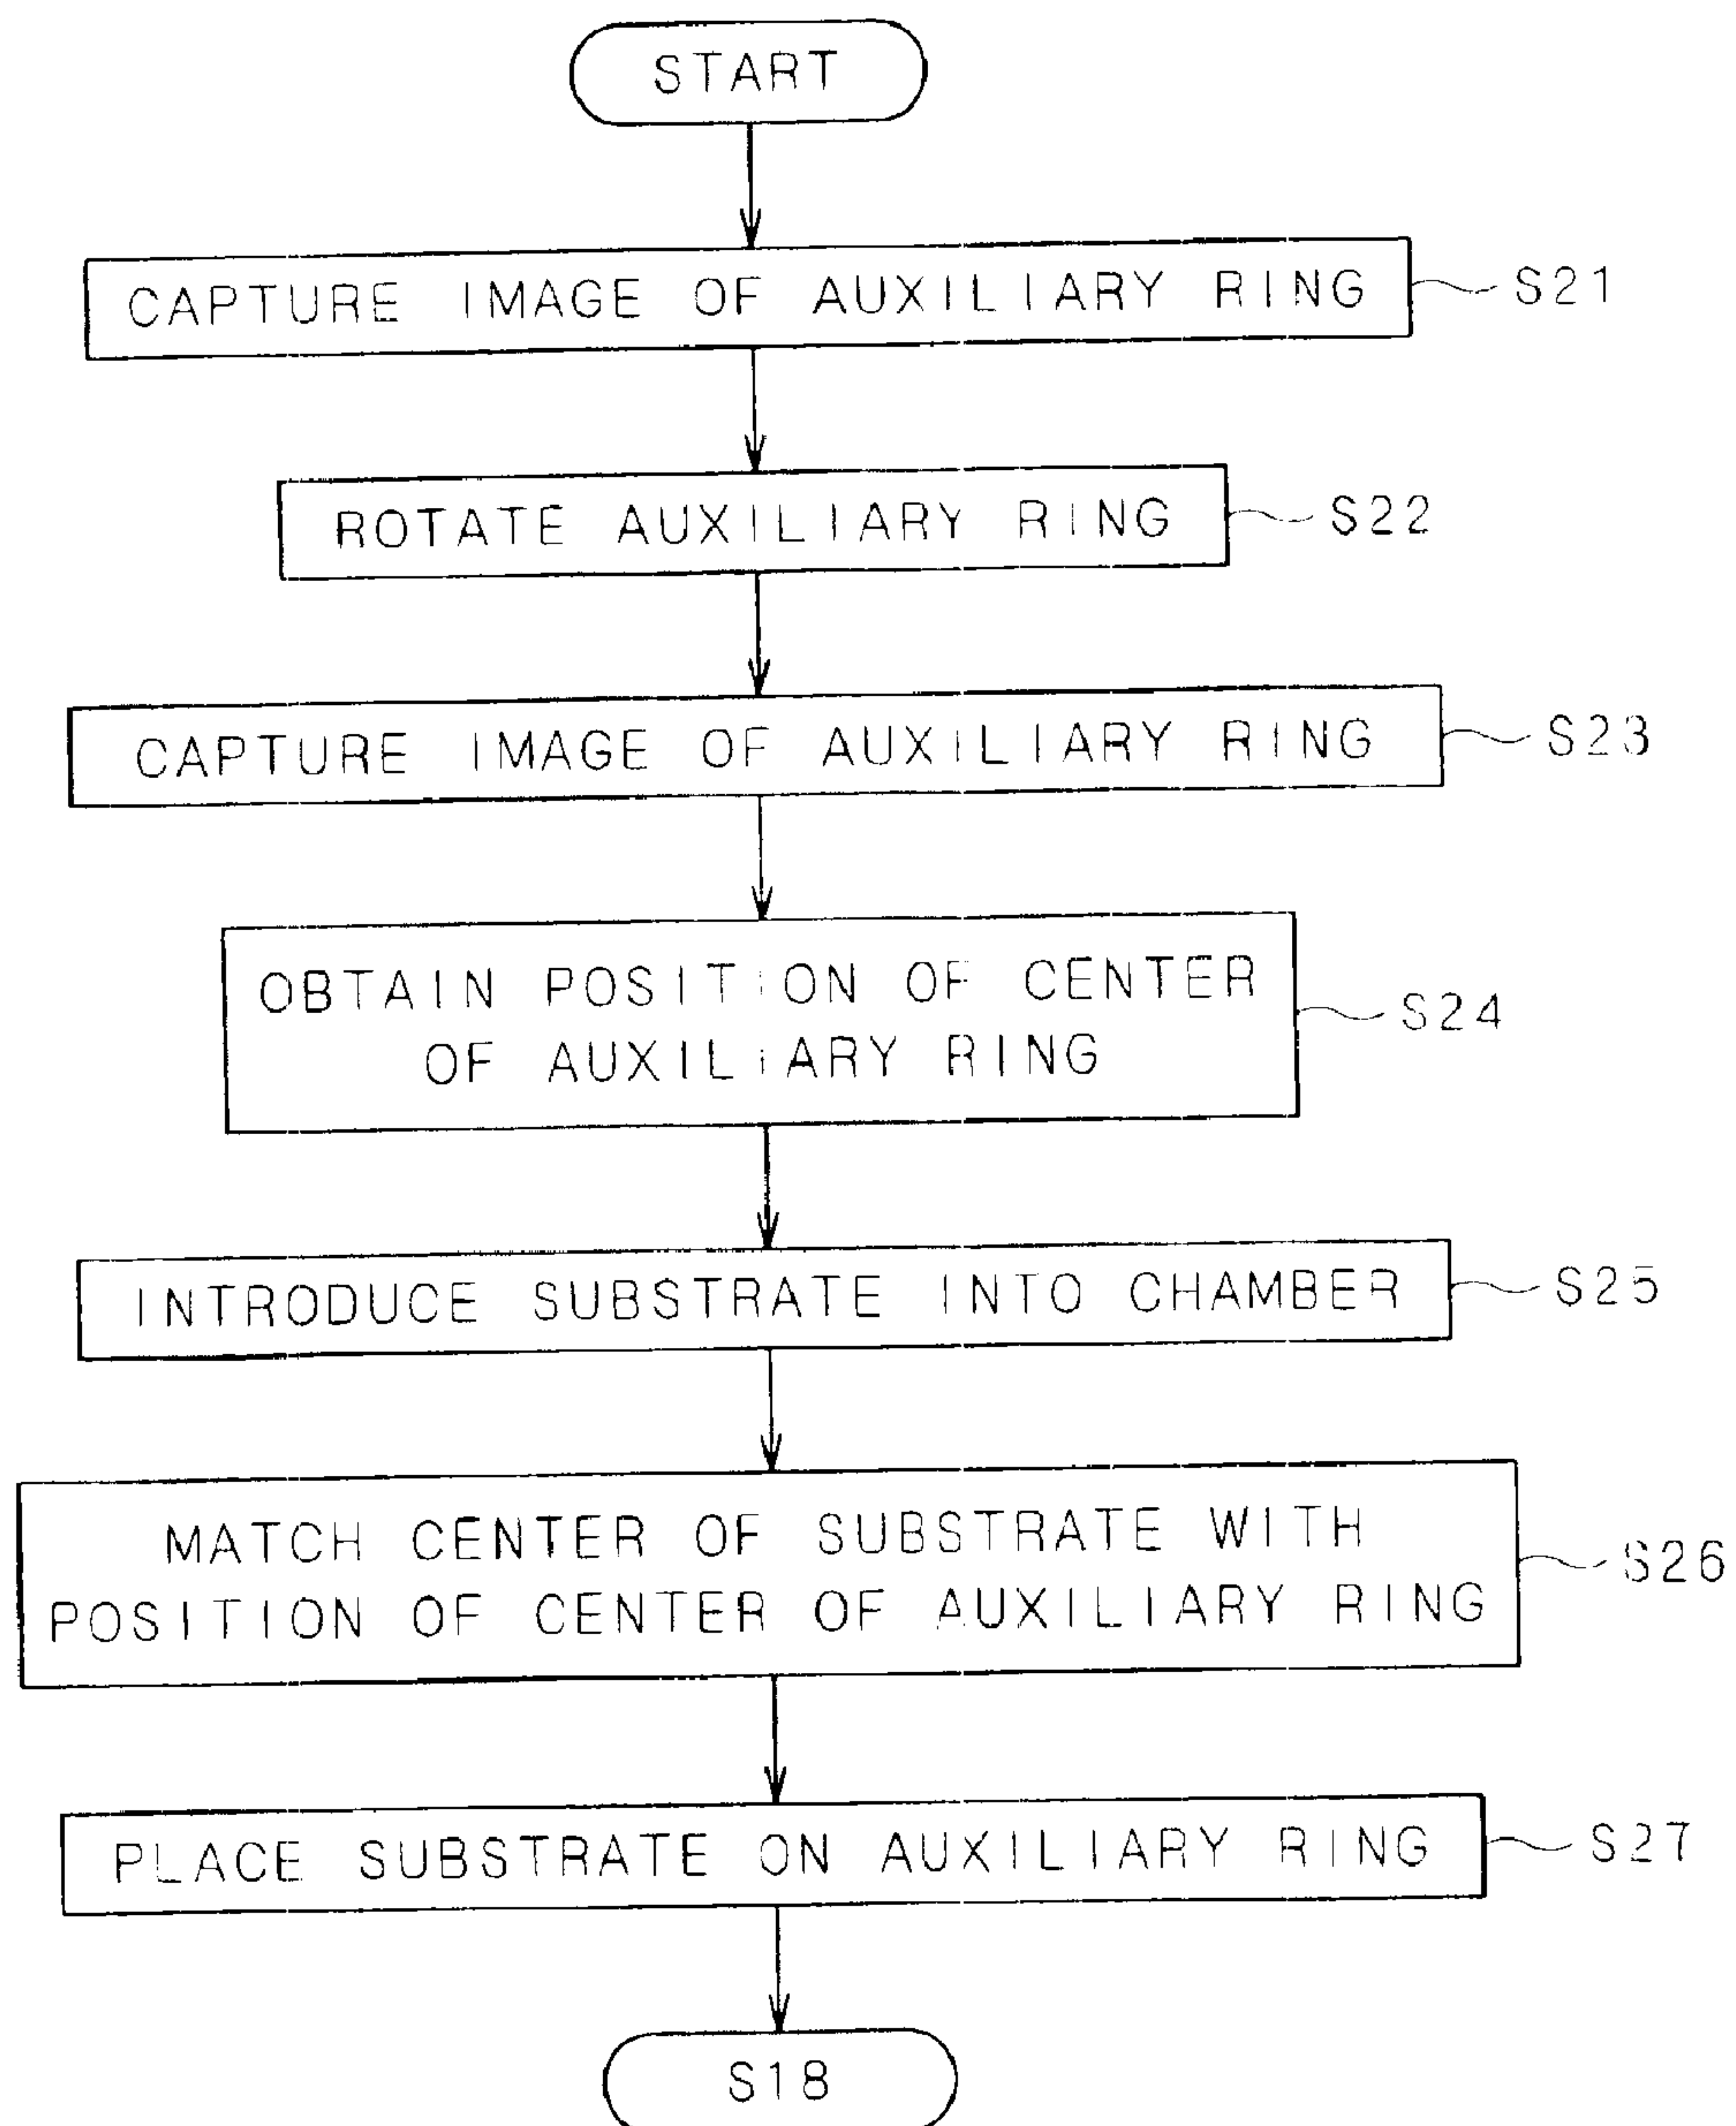 START
CAPTURE IMAGE OF AUXILIARY RING S21
ROTATE AUXILIARY RING S22
CAPTURE IMAGE OF AUXILIARY RING S23
OBTAIN POSITION OF CENTER
OF AUXILIARY RING
S24
INTRODUCE SUBSTRATE INTO CHAMBER S25
MATCH CENTER OF SUBSTRATE WITH
POSITION OF CENTER OF AUXILIARY RING
S26
PLACE SUBSTRATE ON AUXILIARY RING S27
S18